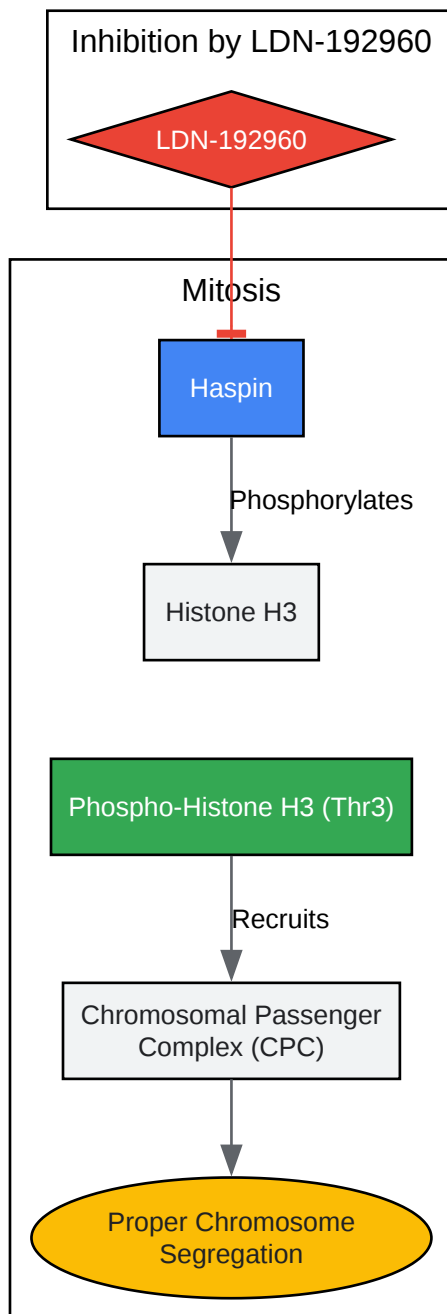 Inhibition by LDN-192960
LDN-192960
Mitosis
Haspin
Phosphorylates
Histone H3
Phospho-Histone H3 (Thr3)
Recruits
Chromosomal Passenger
Complex (CPC)
Proper Chromosome
Segregation